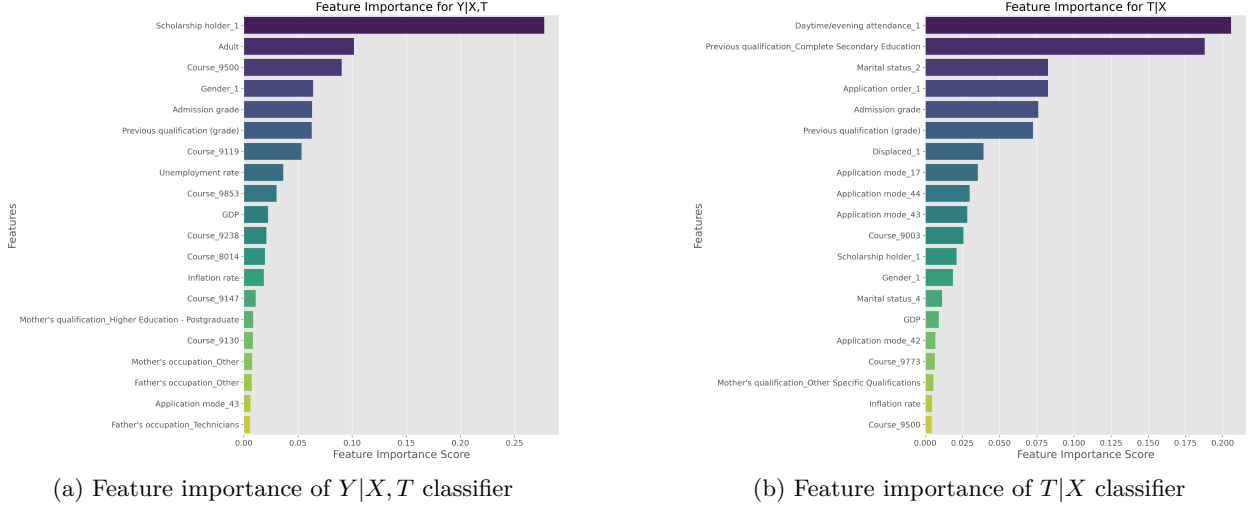 Feature Importance for Y|X,T
Scholarship holder_1
Adult
Course_9500
Gender_1
Admission grade
Previous qualification (grade)
Course_9119
Unemployment rate
Course_9853
GDP
Course_9238
Course_8014
Inflation rate
Course_9147
Mother's qualification_Higher Education - Postgraduate
Course_9130
Mother's occupation_Other
Father's occupation_Other
Application mode_43
Father's occupation_Technicians
Features
0.00 0.05 0.10 0.15 0.20 0.25
Feature Importance Score
(a) Feature importance of Y|X, T classifier
Feature Importance for T|X
Daytime/evening attendance_1
Previous qualification_Complete Secondary Education
Marital status_2
Application order_1
Admission grade
Previous qualification (grade)
Displaced_1
Application mode_17
Application mode_44
Application mode_43
Course_9003
Scholarship holder_1
Gender_1
Marital status_4
GDP
Application mode_42
Course_9773
Mother's qualification_Other Specific Qualifications
Inflation rate
Course_9500
Features
0.000 0.025 0.050 0.075 0.100 0.125 0.150 0.175 0.200
Feature Importance Score
(b) Feature importance of T|X classifier